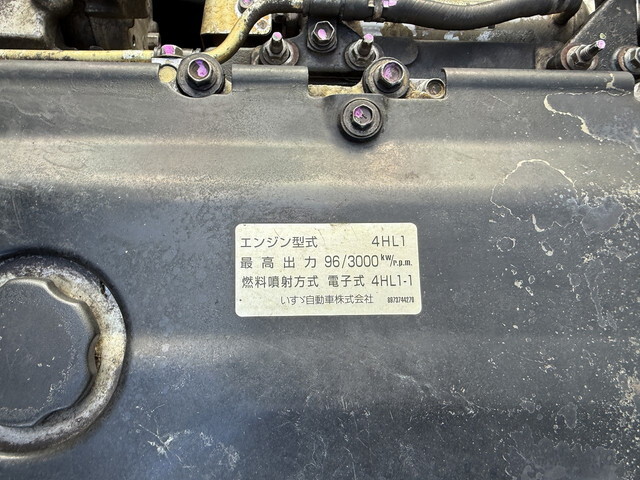 エンジン型式 4HL1
最高出力 96/3000 kw/r.p.m.
燃料噴射方式 電子式 4HL1-1
いすゞ自動車株式会社 8973744270